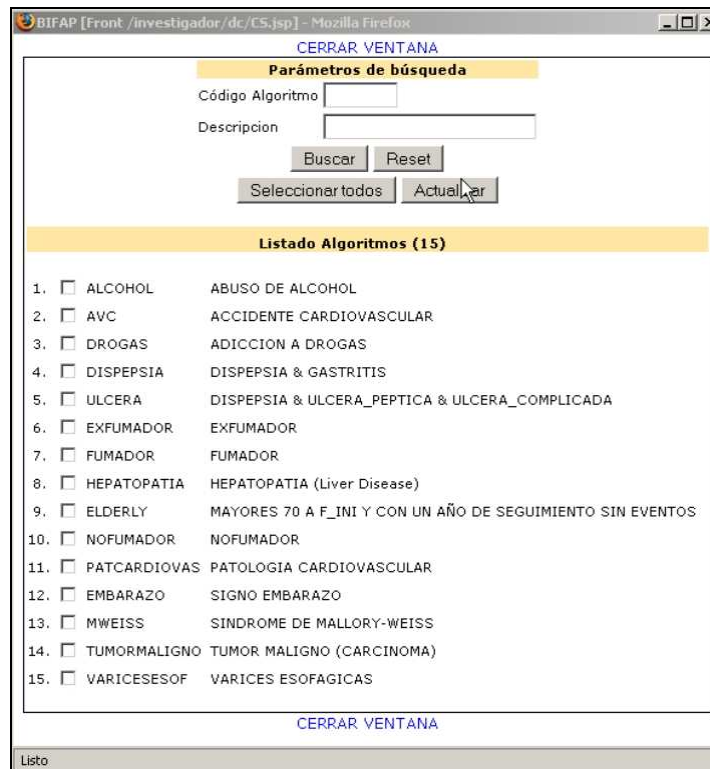 BIFAP [Front /investigador/dc/CS.jsp] - Mozilla Firefox
CERRAR VENTANA
Parámetros de búsqueda
Código Algoritmo
Descripcion
Buscar Reset
Seleccionar todos Actualizar
Listado Algoritmos (15)
1. ALCOHOL ABUSO DE ALCOHOL
2. AVC ACCIDENTE CARDIOVASCULAR
3. DROGAS ADICCION A DROGAS
4. DISPEPSIA DISPEPSIA & GASTRITIS
5. ULCERA DISPEPSIA & ULCERA_PEPTICA & ULCERA_COMPLICADA
6. EXFUMADOR EXFUMADOR
7. FUMADOR FUMADOR
8. HEPATOPATIA HEPATOPATIA (Liver Disease)
9. ELDERLY MAYORES 70 A F_INI Y CON UN AÑO DE SEGUIMIENTO SIN EVENTOS
10. NOFUMADOR NOFUMADOR
11. PATCARDIOVAS PATOLOGIA CARDIOVASCULAR
12. EMBARAZO SIGNO EMBARAZO
13. MWEISS SINDROME DE MALLORY-WEISS
14. TUMORMALIGNO TUMOR MALIGNO (CARCINOMA)
15. VARICESESOF VARICES ESOFAGICAS
CERRAR VENTANA
Listo